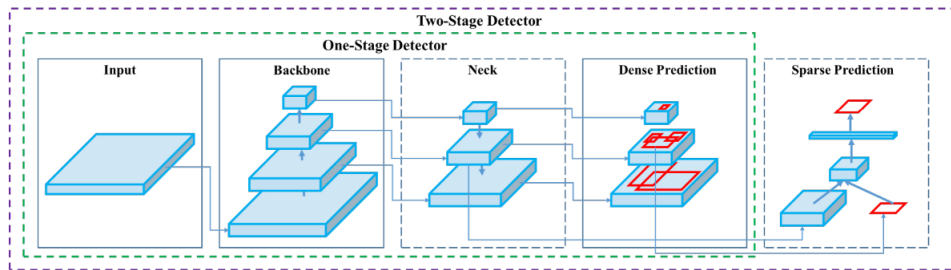 Two-Stage Detector
One-Stage Detector
Input
Backbone
Neck
Dense Prediction
Sparse Prediction